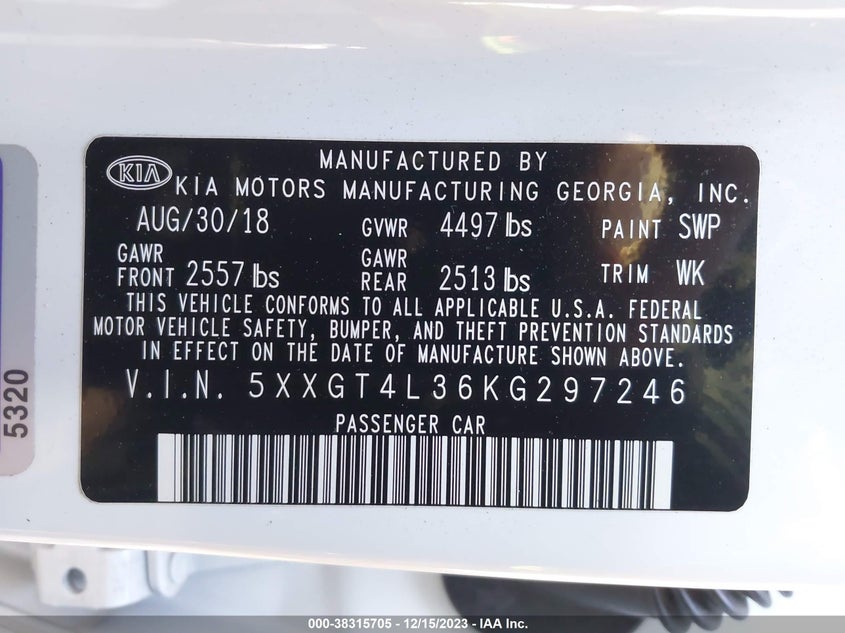 MANUFACTURED BY
KIA KIA MOTORS MANUFACTURING GEORGIA, INC.
AUG/30/18 GVWR 4497 lbs PAINT SWP
GAWR FRONT 2557 lbs GAWR REAR 2513 lbs TRIM WK
THIS VEHICLE CONFORMS TO ALL APPLICABLE U.S.A. FEDERAL
MOTOR VEHICLE SAFETY, BUMPER, AND THEFT PREVENTION STANDARDS
IN EFFECT ON THE DATE OF MANUFACTURE SHOWN ABOVE.
V.I.N. 5XXGT4L36KG297246
PASSENGER CAR
5320
000-38315705 - 12/15/2023 - IAA Inc.